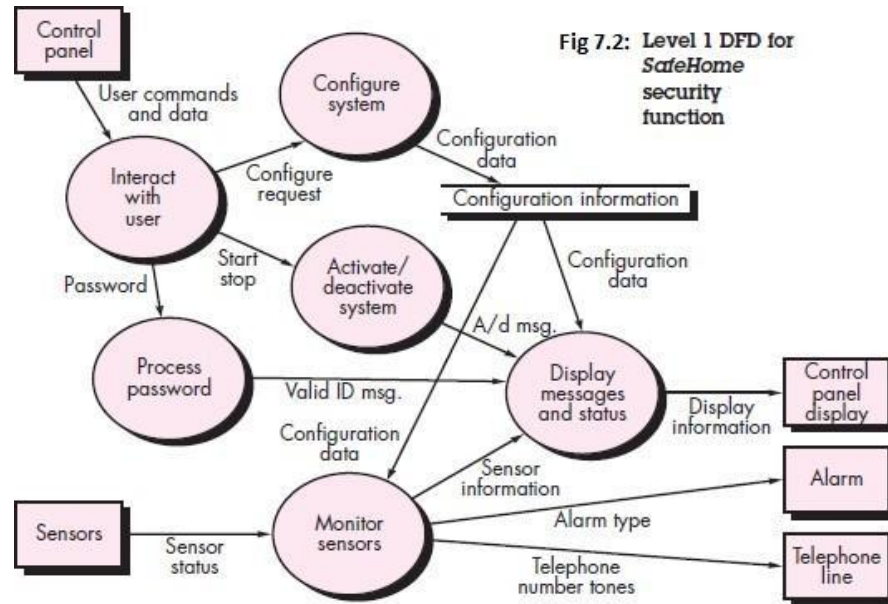 Control
panel
Fig 7.2: Level 1 DFD for
SafeHome
security
function
User commands
and data
Configure
system
Configuration
data
Interact
with
user
Configure
request
Configuration information
Start
stop
Activate/
deactivate
system
Configuration
data
Password
A/d msg.
Process
password
Valid ID msg.
Display
messages
and status
Control
panel
display
Display
information
Configuration
data
Sensor
information
Alarm
Sensors
Sensor
status
Monitor
sensors
Alarm type
Telephone
number tones
Telephone
line